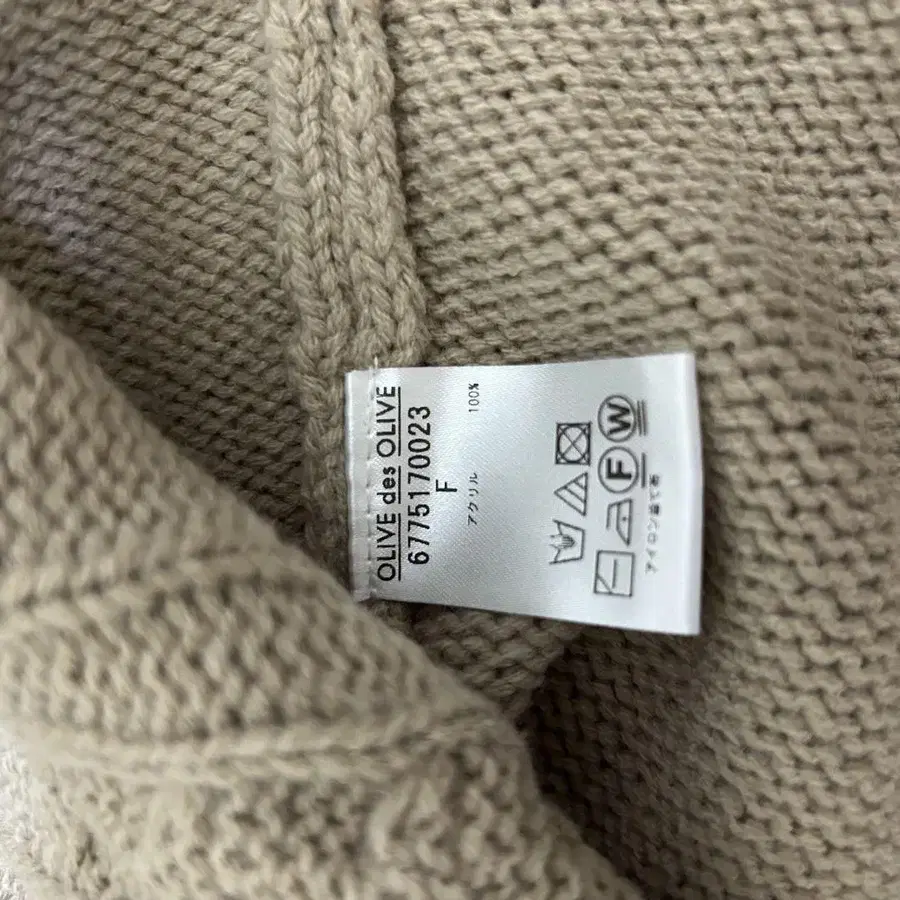 OLIVE des OLIVE
6775170023
F
アクリル 100%
F W
アイロン当て布